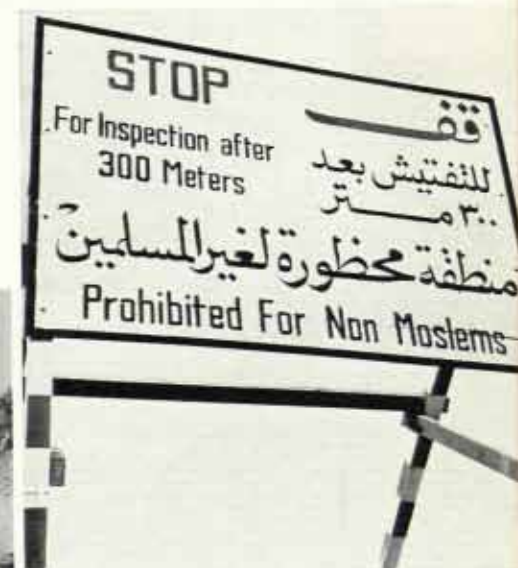 STOP
For Inspection after
300 Meters
قف
للتفتيش بعد
٣٠٠ متر
منطقة محظورة لغير المسلمين
Prohibited For Non Moslems